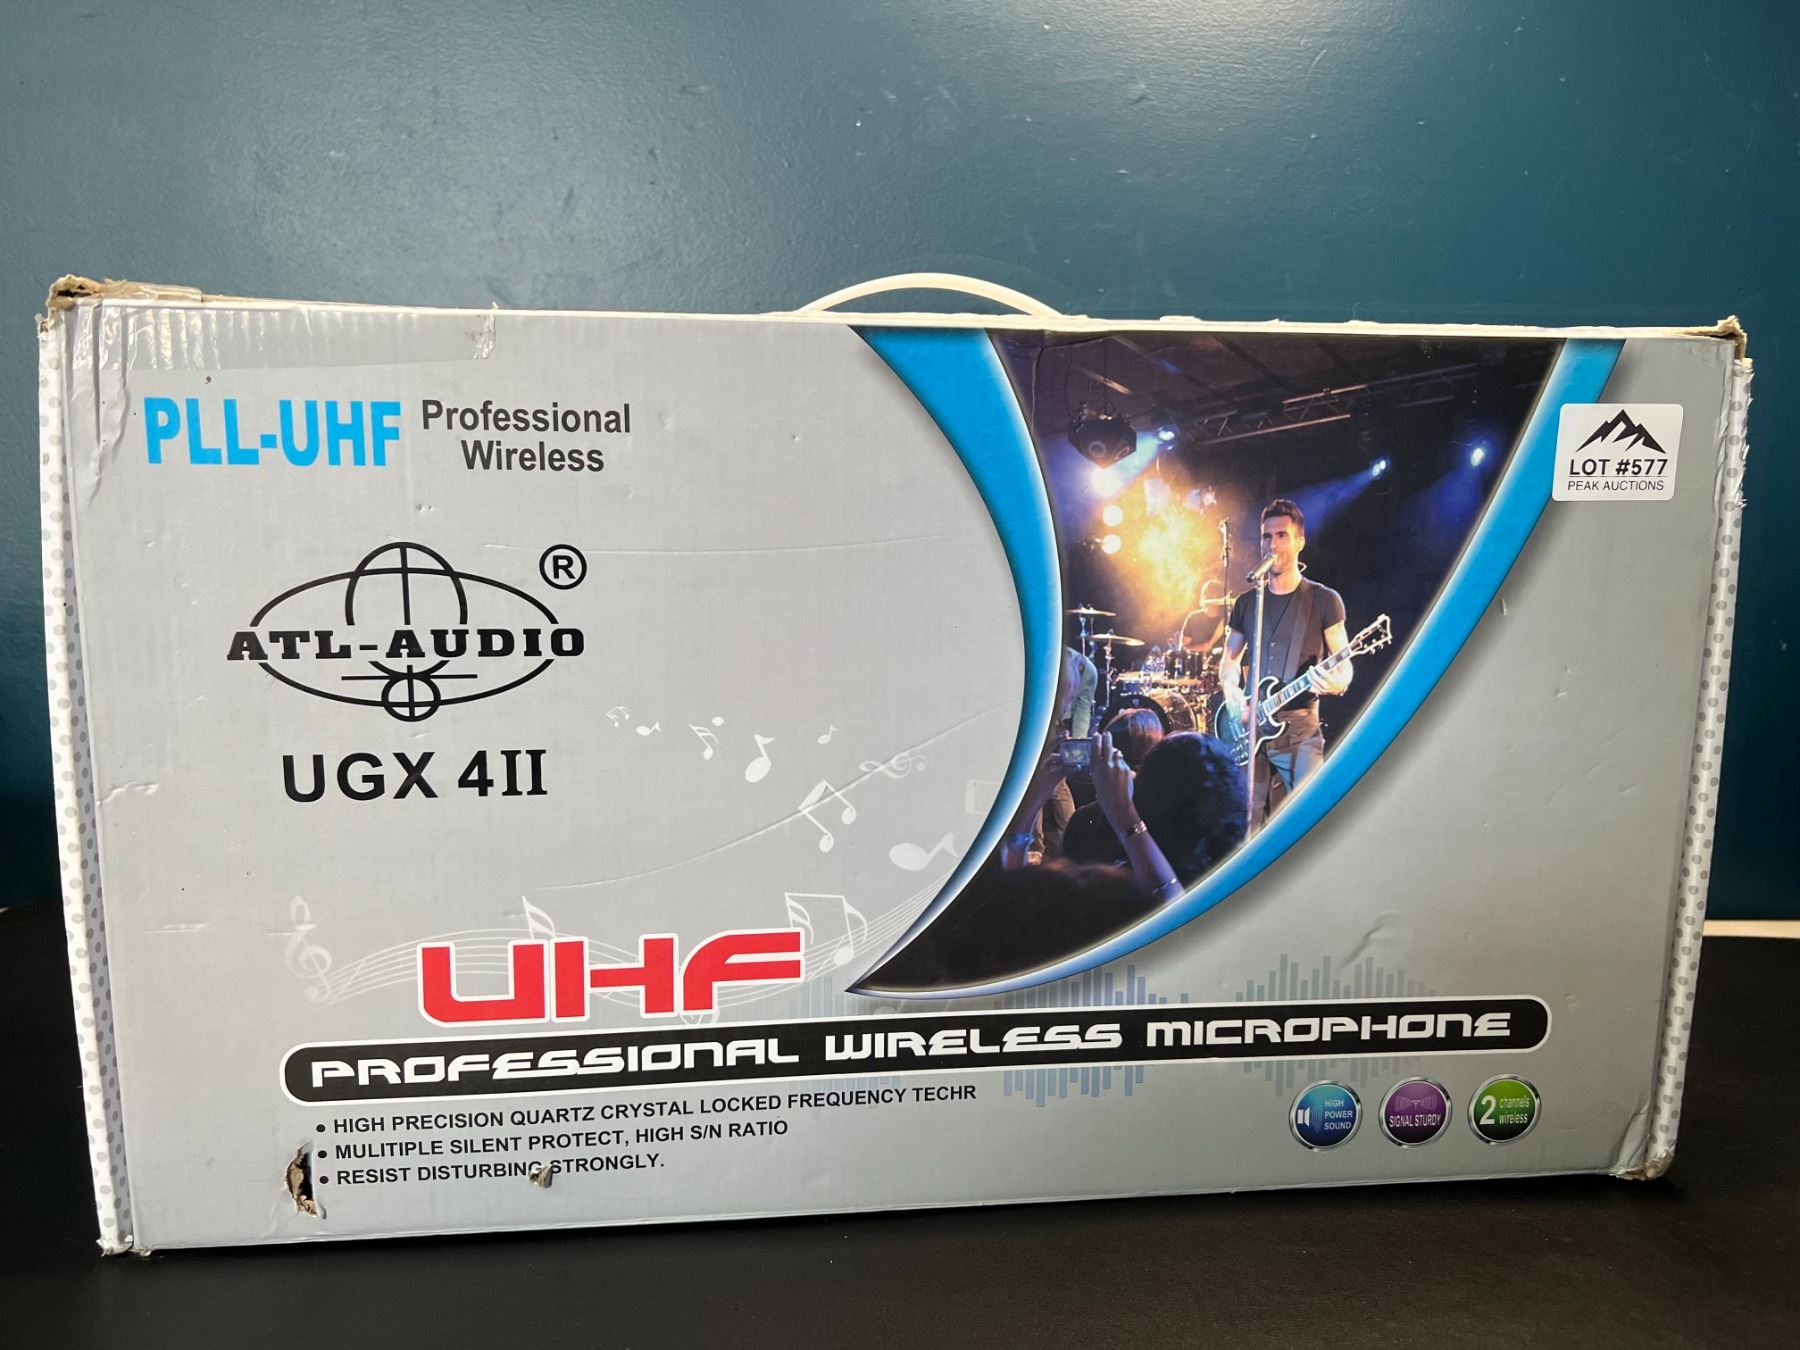 PLL-UHF Professional
Wireless
LOT #577
PEAK AUCTIONS
®
ATL-AUDIO
UGX 4II
UHF
PROFESSIONAL WIRELESS MICROPHONE
• HIGH PRECISION QUARTZ CRYSTAL LOCKED FREQUENCY TECHR
• MULITIPLE SILENT PROTECT, HIGH S/N RATIO
• RESIST DISTURBING STRONGLY.
HIGH
POWER
SOUND
SIGNAL STURDY
2 channels
wireless